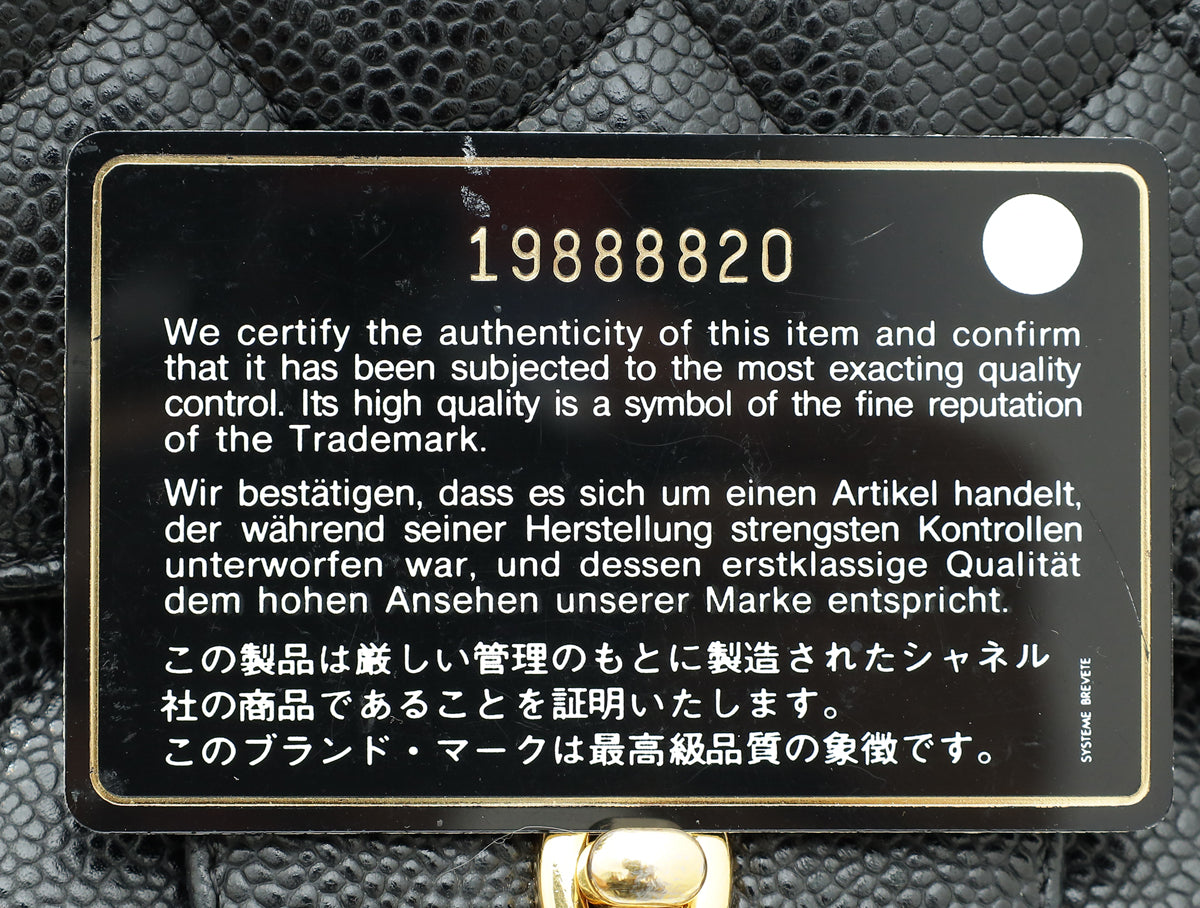 19888820
We certify the authenticity of this item and confirm
that it has been subjected to the most exacting quality
control. Its high quality is a symbol of the fine reputation
of the Trademark.
Wir bestätigen, dass es sich um einen Artikel handelt,
der während seiner Herstellung strengsten Kontrollen
unterworfen war, und dessen erstklassige Qualität
dem hohen Ansehen unserer Marke entspricht.
この製品は厳しい管理のもとに製造されたシャネル
社の商品であることを証明いたします。
このブランド・マークは最高級品質の象徴です。
SYSTEME BREVETE